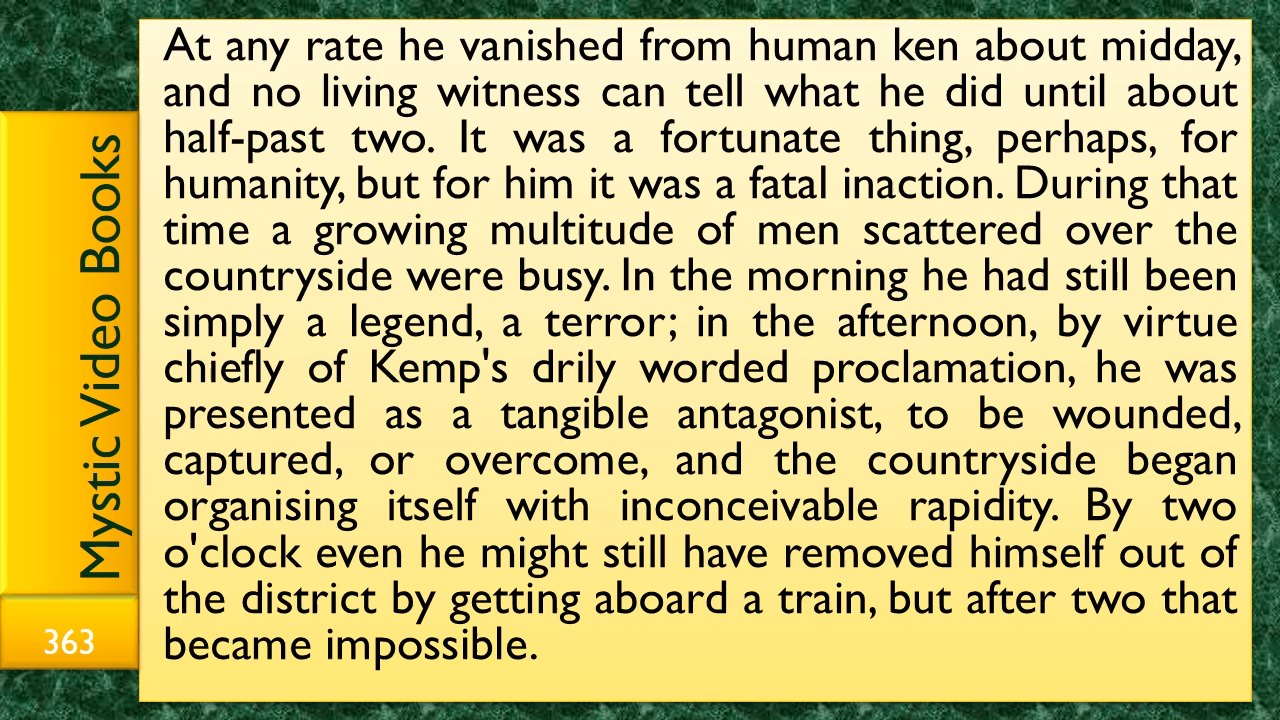 At any rate he vanished from human ken about midday,
and no living witness can tell what he did until about
half-past two. It was a fortunate thing, perhaps, for
humanity, but for him it was a fatal inaction. During that
time a growing multitude of men scattered over the
countryside were busy. In the morning he had still been
simply a legend, a terror; in the afternoon, by virtue
chiefly of Kemp's drily worded proclamation, he was
presented as a tangible antagonist, to be wounded,
captured, or overcome, and the countryside began
organising itself with inconceivable rapidity. By two
o'clock even he might still have removed himself out of
the district by getting aboard a train, but after two that
became impossible.
Mystic Video Books
363